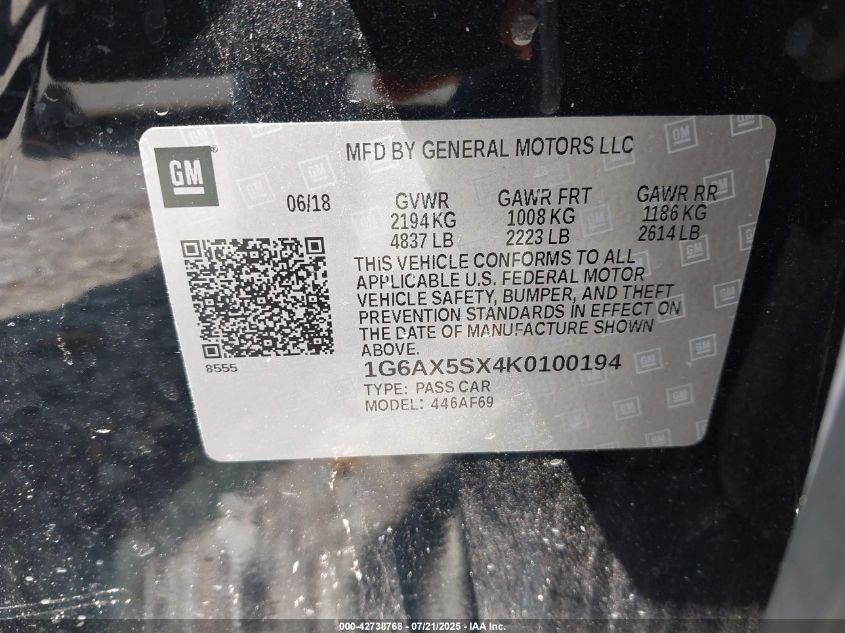 MFD BY GENERAL MOTORS LLC
GM
06/18
GVWR GAWR FRT GAWR RR
2194 KG 1008 KG 1186 KG
4837 LB 2223 LB 2614 LB
THIS VEHICLE CONFORMS TO ALL
APPLICABLE U.S. FEDERAL MOTOR
VEHICLE SAFETY, BUMPER, AND THEFT
PREVENTION STANDARDS IN EFFECT ON
THE DATE OF MANUFACTURE SHOWN
ABOVE.
8555
1G6AX5SX4K0100194
TYPE: PASS CAR
MODEL: 446AF69
000-42738768 - 07/21/2025 - IAA Inc.